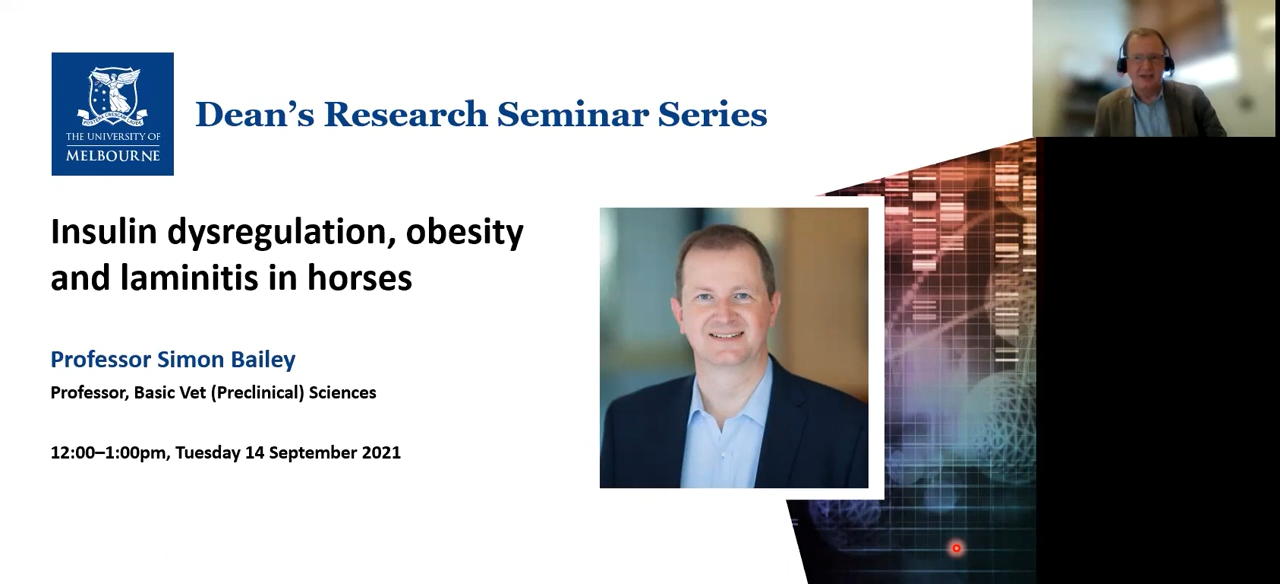 THE UNIVERSITY OF
MELBOURNE
Dean’s Research Seminar Series
Insulin dysregulation, obesity
and laminitis in horses
Professor Simon Bailey
Professor, Basic Vet (Preclinical) Sciences
12:00–1:00pm, Tuesday 14 September 2021